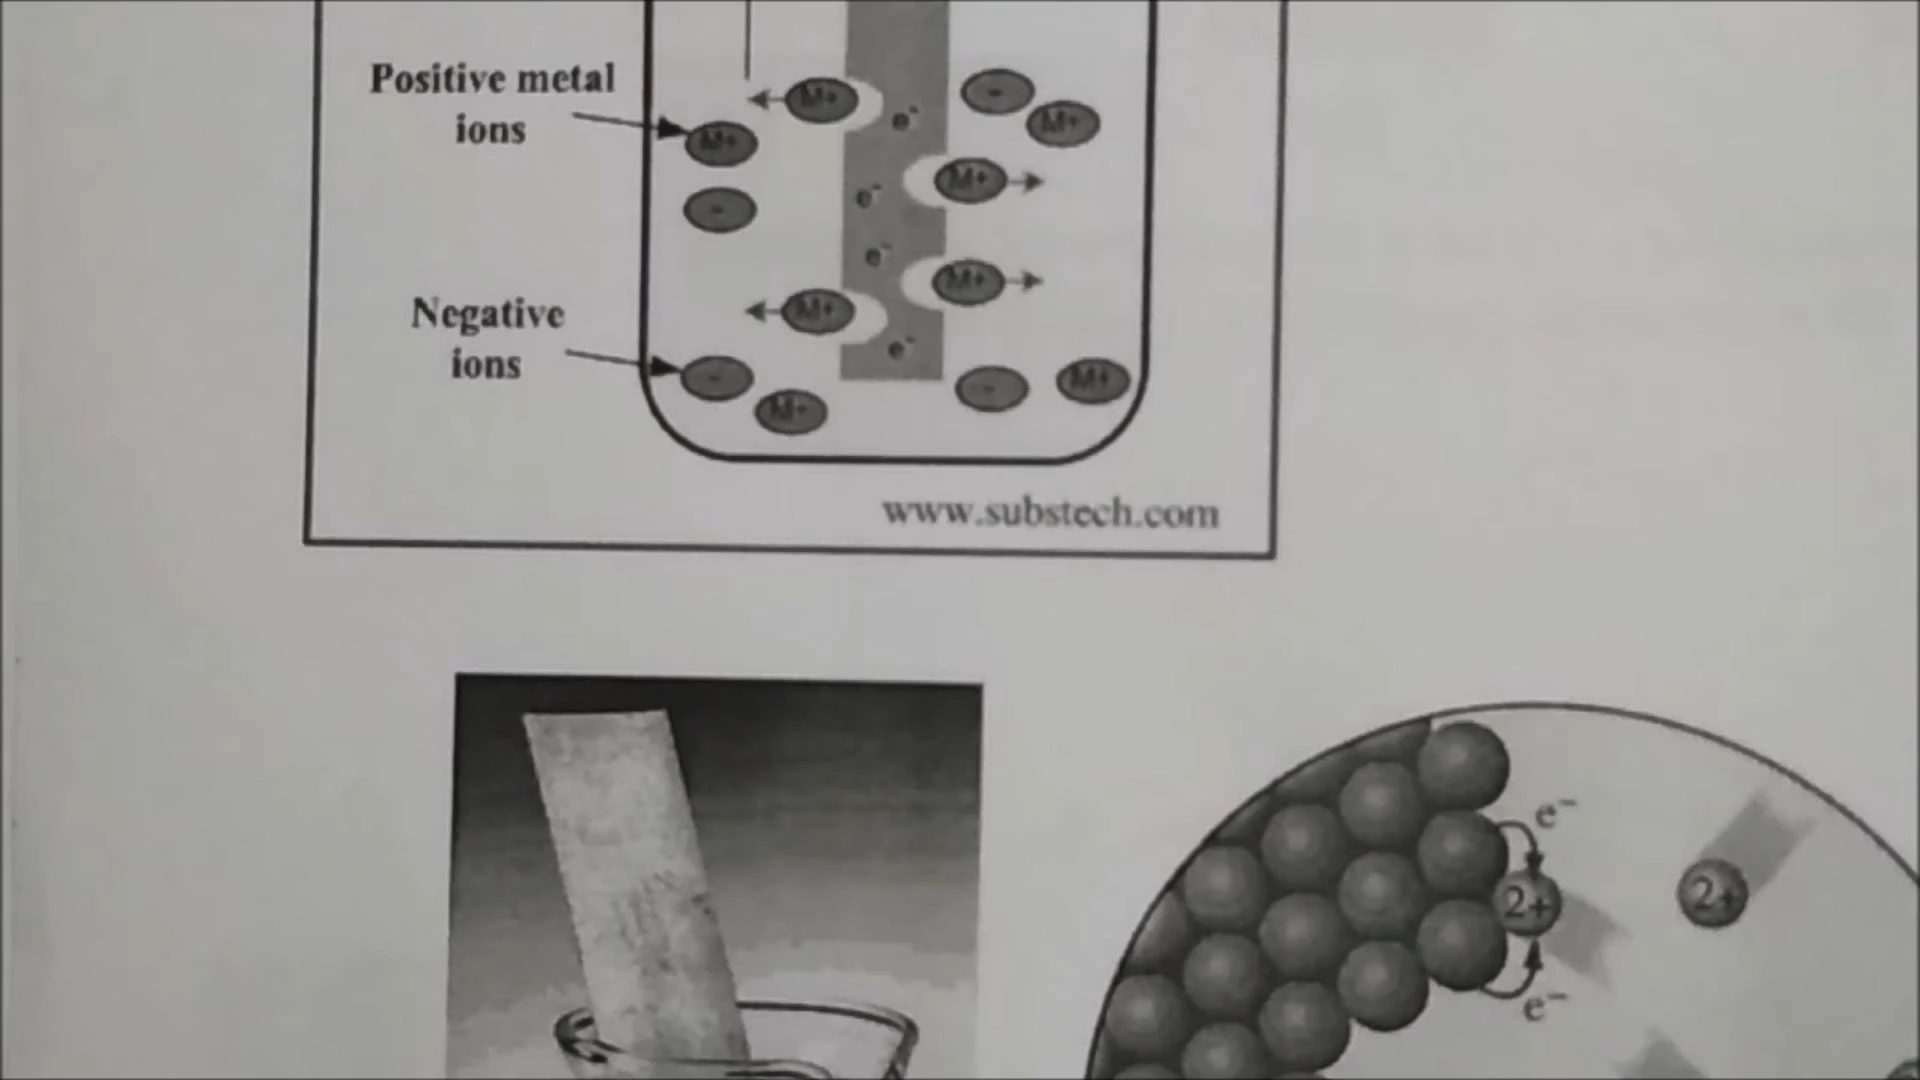 Positive metal
ions
M+
e⁻
-
M+
M+
M+
e⁻
-
e⁻
M+
Negative
ions
M+
e⁻
-
M+
-
M+
www.substech.com
e⁻
2+
2+
e⁻